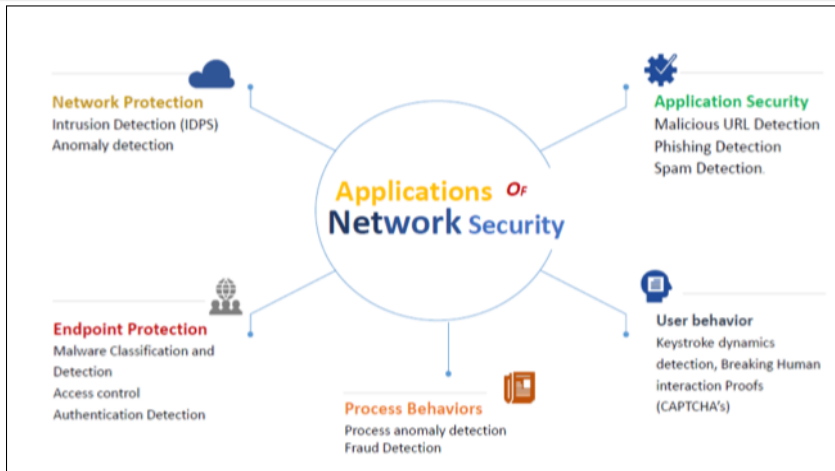 Network Protection
Intrusion Detection (IDPS)
Anomaly detection
Application Security
Malicious URL Detection
Phishing Detection
Spam Detection.
Applications OF
Network Security
Endpoint Protection
Malware Classification and
Detection
Access control
Authentication Detection
User behavior
Keystroke dynamics
detection, Breaking Human
interaction Proofs
(CAPTCHA's)
Process Behaviors
Process anomaly detection
Fraud Detection